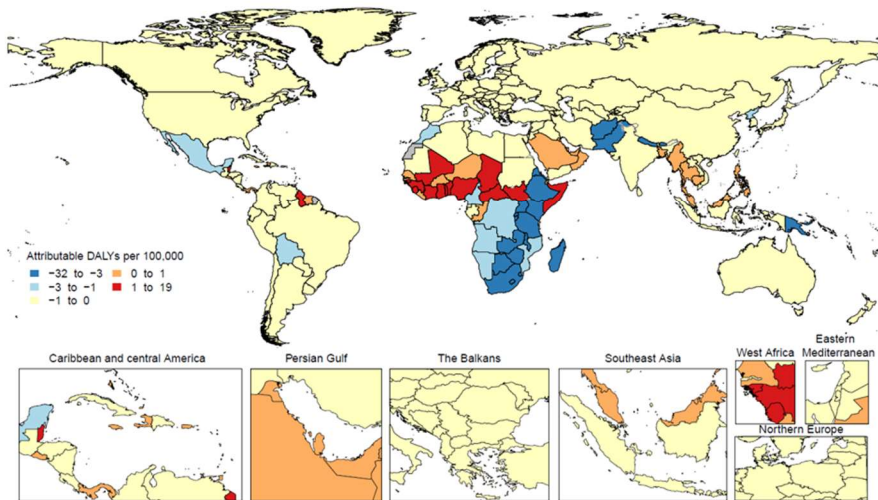 Attributable DALYs per 100,000
−32 to −3
0 to 1
−3 to −1
1 to 19
−1 to 0
Caribbean and central America
Persian Gulf
The Balkans
Southeast Asia
West Africa
Eastern
Mediterranean
Northern Europe